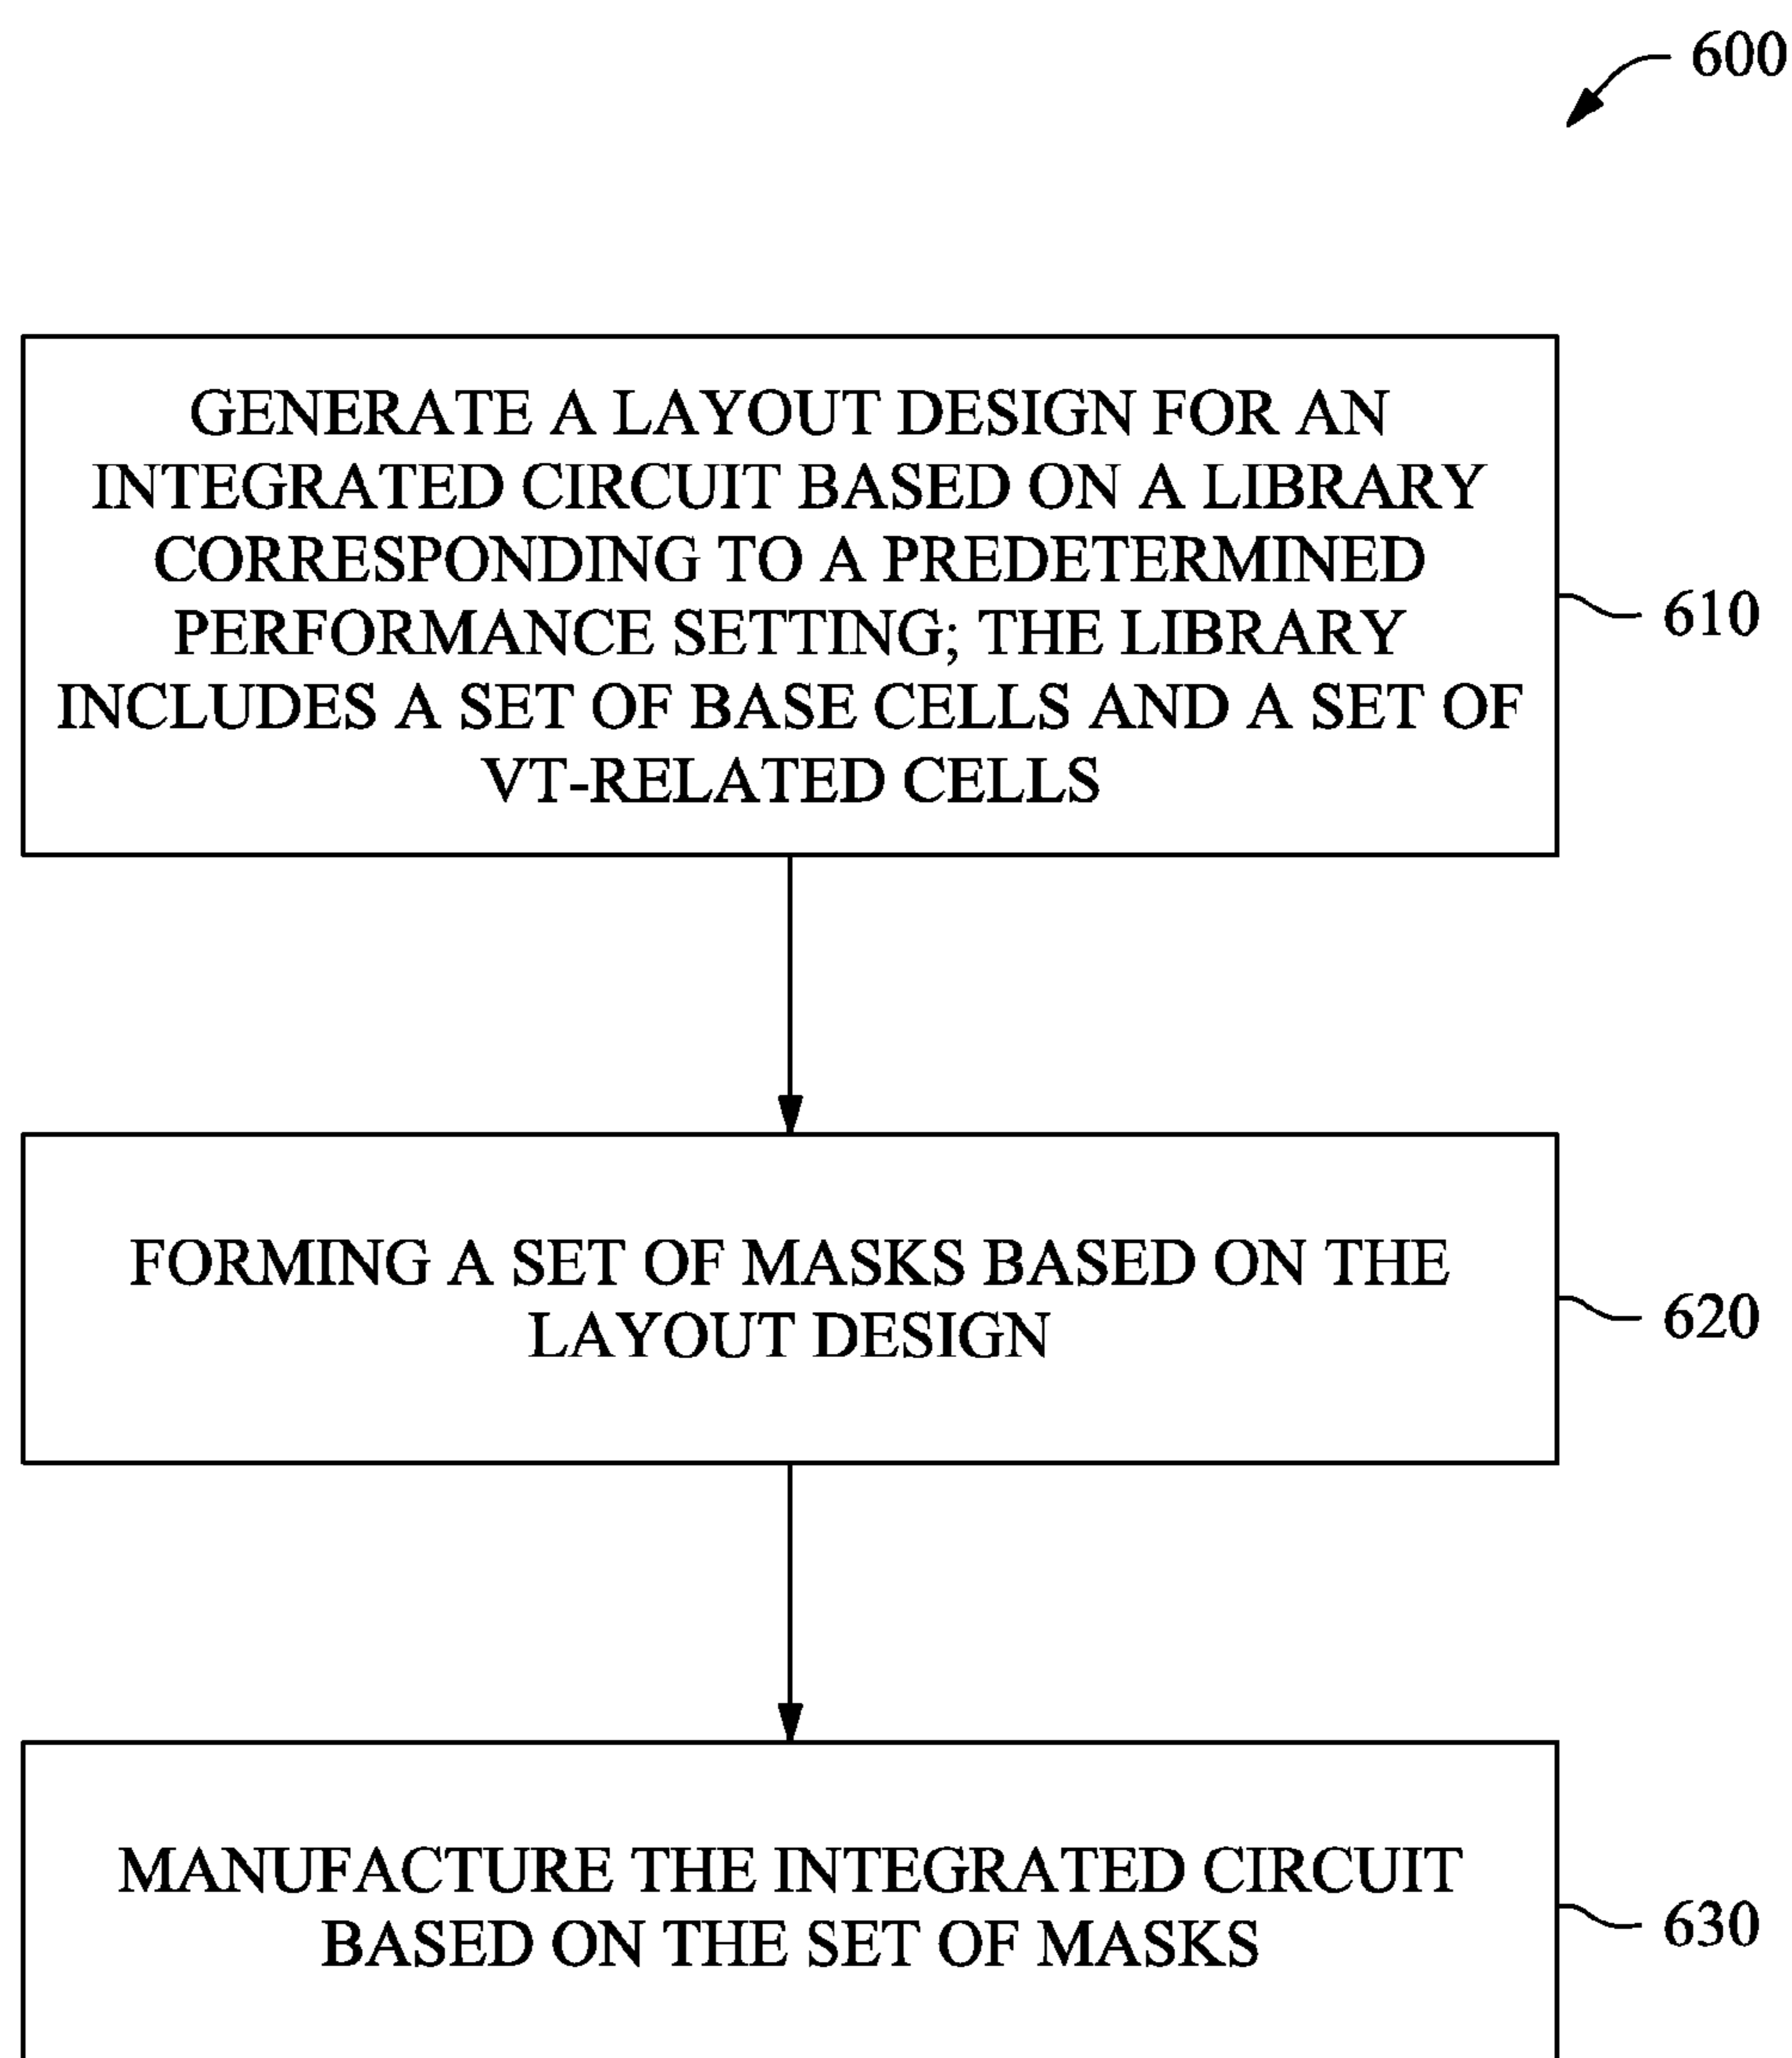 600
GENERATE A LAYOUT DESIGN FOR AN
INTEGRATED CIRCUIT BASED ON A LIBRARY
CORRESPONDING TO A PREDETERMINED
PERFORMANCE SETTING; THE LIBRARY
INCLUDES A SET OF BASE CELLS AND A SET OF
VT-RELATED CELLS
610
FORMING A SET OF MASKS BASED ON THE
LAYOUT DESIGN
620
MANUFACTURE THE INTEGRATED CIRCUIT
BASED ON THE SET OF MASKS
630